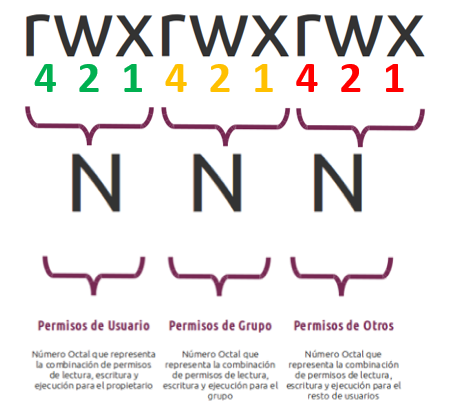 rwxrwxrwx
4 2 1 4 2 1 4 2 1
N N N
Permisos de Usuario Permisos de Grupo Permisos de Otros
Número Octal que representa
la combinación de permisos
de lectura, escritura y
ejecución para el propietario
Número Octal que
representa la combinación
de permisos de lectura,
escritura y ejecución para el
grupo
Número Octal que
representa la combinación
de permisos de lectura,
escritura y ejecución para el
resto de usuarios